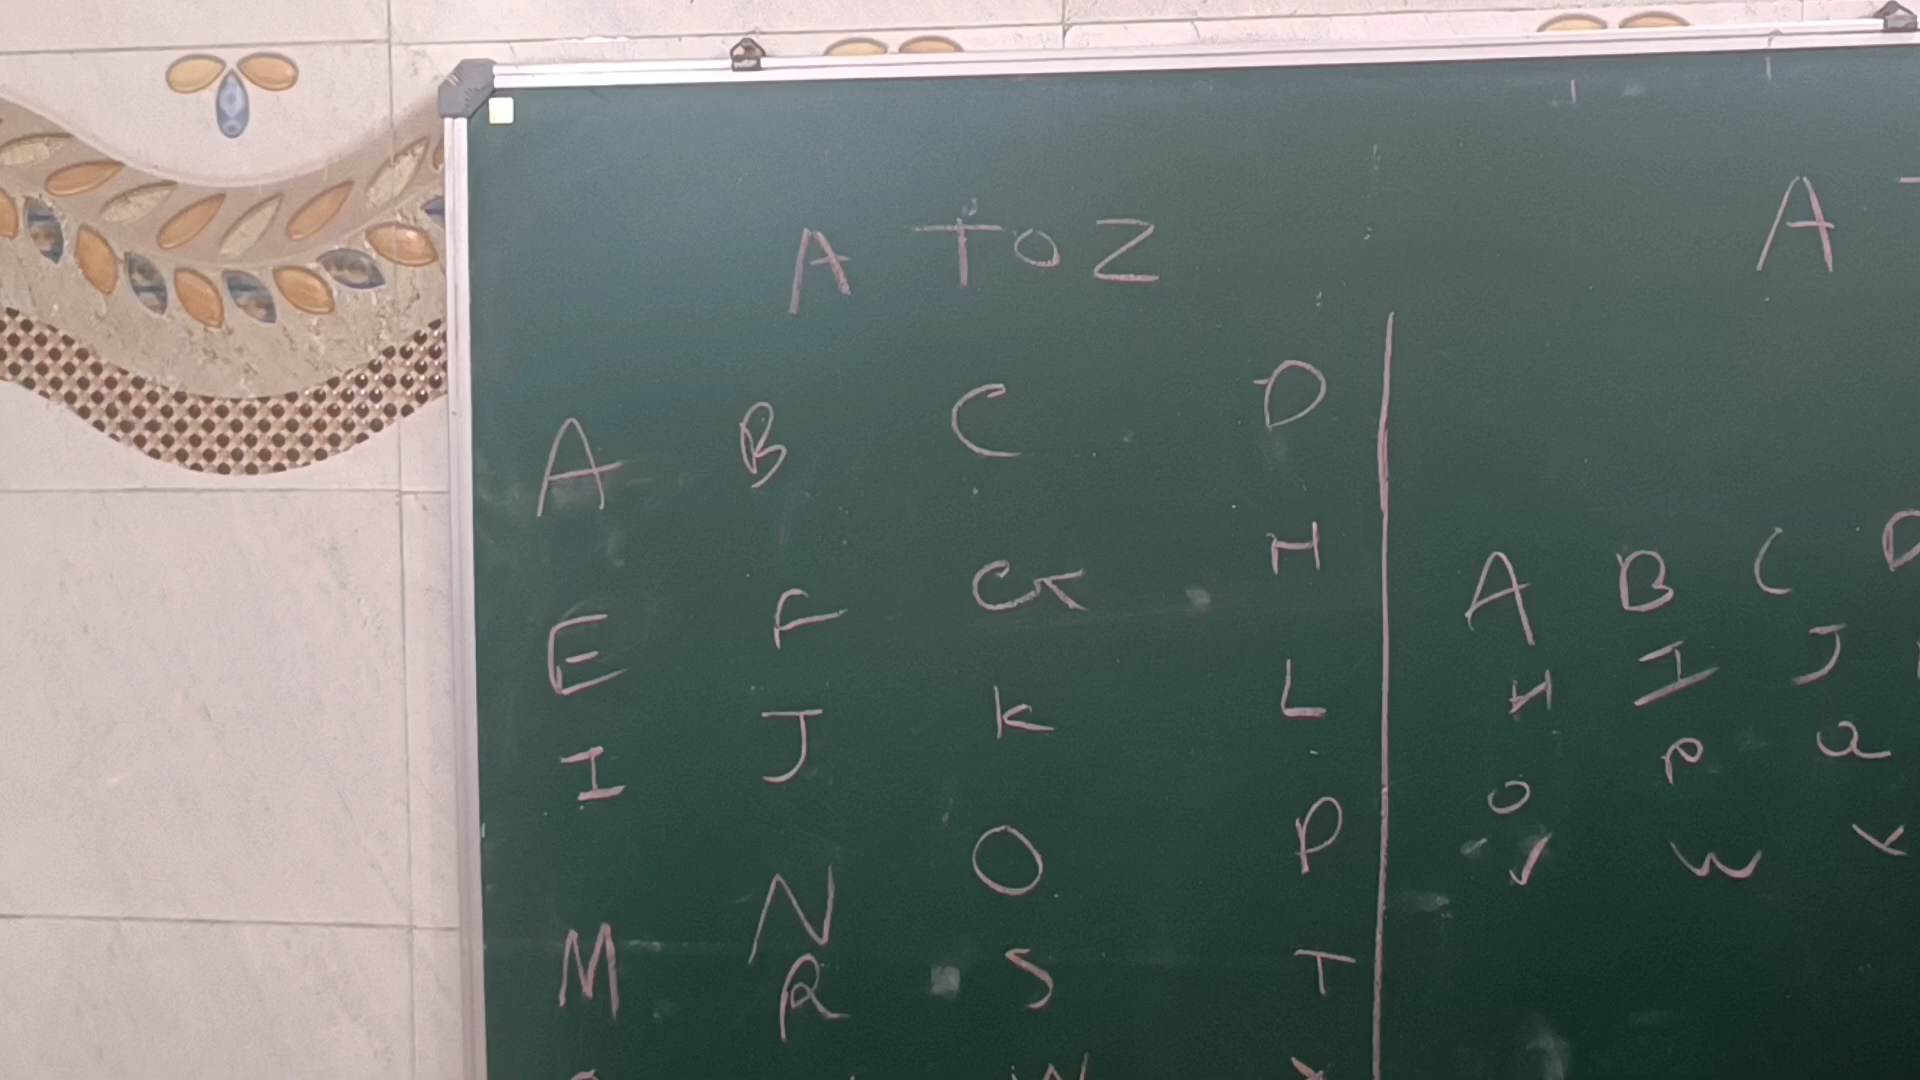 A TO Z
A B C D
E F G H
I J K L
M N O P
R S T
W
A
A B C D
H I J
O P Q
V W X